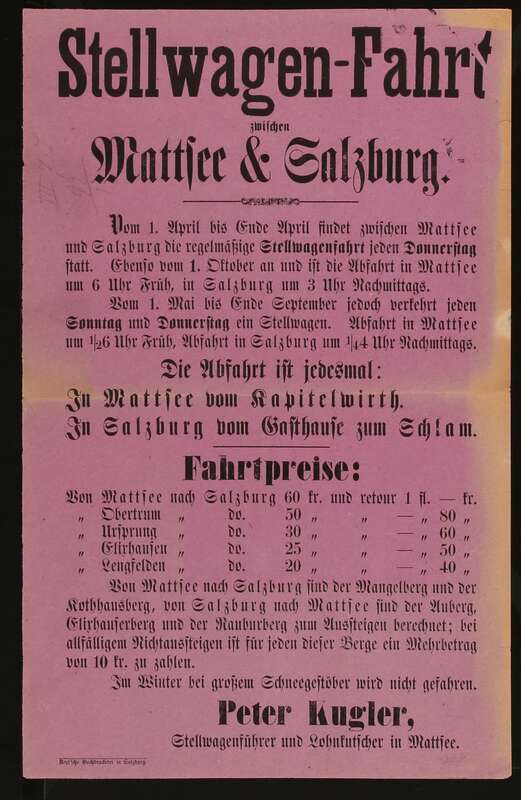 Stellwagen-Fahrt
zwischen
Mattsee & Salzburg.
Vom 1. April bis Ende April findet zwischen Mattsee
und Salzburg die regelmäßige Stellwagenfahrt jeden Donnerstag
statt. Ebenso vom 1. Oktober an und ist die Abfahrt in Mattsee
um 6 Uhr Früh, in Salzburg um 3 Uhr Nachmittags.
Vom 1. Mai bis Ende September jedoch verkehrt jeden
Sonntag und Donnerstag ein Stellwagen. Abfahrt in Mattsee
um 1/26 Uhr Früh, Abfahrt in Salzburg um 1/44 Uhr Nachmittags.
Die Abfahrt ist jedesmal:
In Mattsee vom Kapitelwirth.
In Salzburg vom Gasthause zum Schlam.
Fahrtpreise:
Von Mattsee nach Salzburg 60 kr. und retour 1 fl. — kr.
„ Obertrum „ do. 50 „ „ — „ 80 „
„ Ursprung „ do. 30 „ „ — „ 60 „
„ Elixhausen „ do. 25 „ „ — „ 50 „
„ Lengfelden „ do. 20 „ „ — „ 40 „
Von Mattsee nach Salzburg sind der Mangelberg und der
Kothhausberg, von Salzburg nach Mattsee sind der Auberg,
Elixhauserberg und der Rauburberg zum Aussteigen berechnet; bei
allfälligem Nichtaussteigen ist für jeden dieser Berge ein Mehrbetrag
von 10 kr. zu zahlen.
Im Winter bei großem Schneegestöber wird nicht gefahren.
Peter Kugler,
Stellwagenführer und Lohnkutscher in Mattsee.
Deutsche Buchdruckerei in Salzburg.